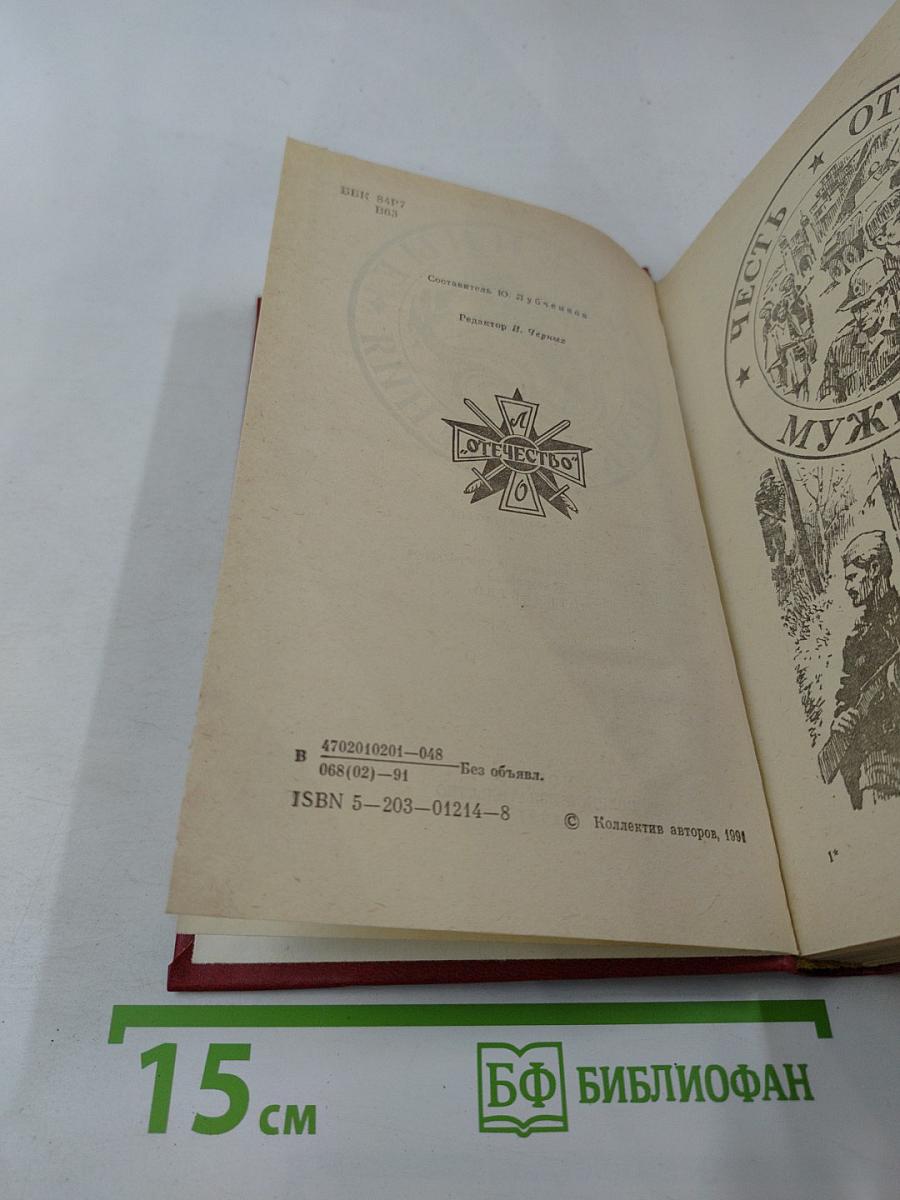 ББК 84Р7
В63
Составитель Ю. Лубченков
Редактор И. Черных
Л
„ОТЕЧЕСТВО"
О
В 4702010201—048
068(02)—91
—Без объявл.
ISBN 5—203—01214—8
© Коллектив авторов, 1991
ЧЕСТЬ ★ ОТ
МУЖ
1*
15 см
БФ БИБЛИОФАН